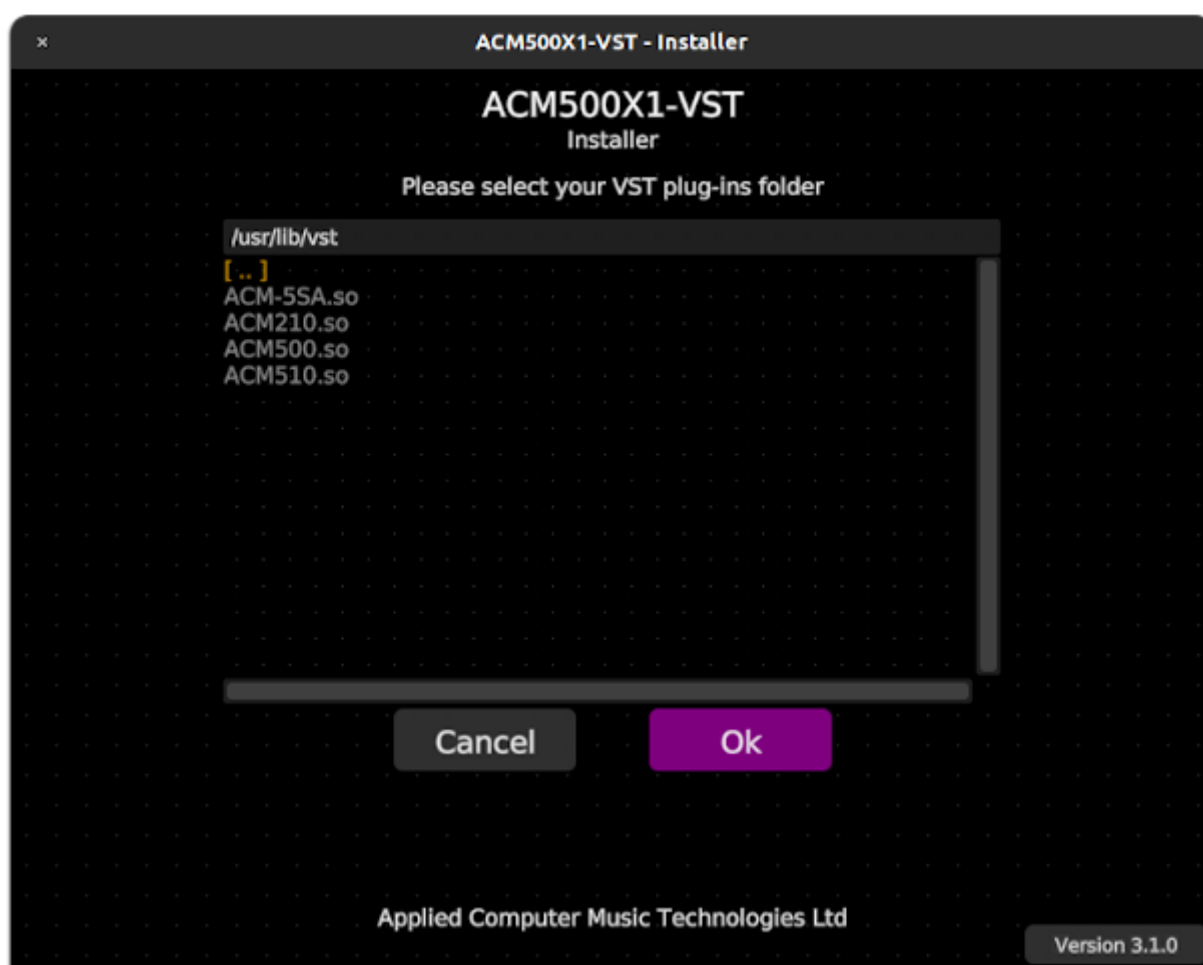 ×
ACM500X1-VST - Installer
ACM500X1-VST
Installer
Please select your VST plug-ins folder
/usr/lib/vst
[ .. ]
ACM-5SA.so
ACM210.so
ACM500.so
ACM510.so
Cancel
Ok
Applied Computer Music Technologies Ltd
Version 3.1.0